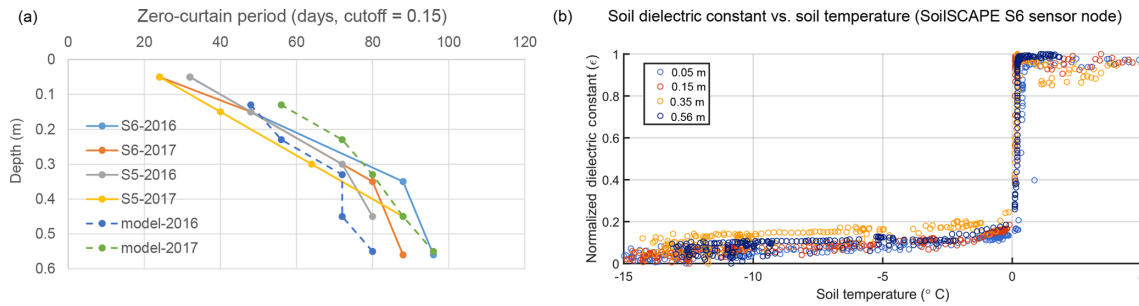 (a)
Zero-curtain period (days, cutoff = 0.15)
0 20 40 60 80 100 120
0
0.1
0.2
0.3
0.4
0.5
0.6
Depth (m)
S6-2016
S6-2017
S5-2016
S5-2017
model-2016
model-2017
(b)
Soil dielectric constant vs. soil temperature (SoilSCAPE S6 sensor node)
Normalized dielectric constant (ϵ)
1
0.8
0.6
0.4
0.2
0
0.05 m
0.15 m
0.35 m
0.56 m
-15 -10 -5 0
Soil temperature (° C)